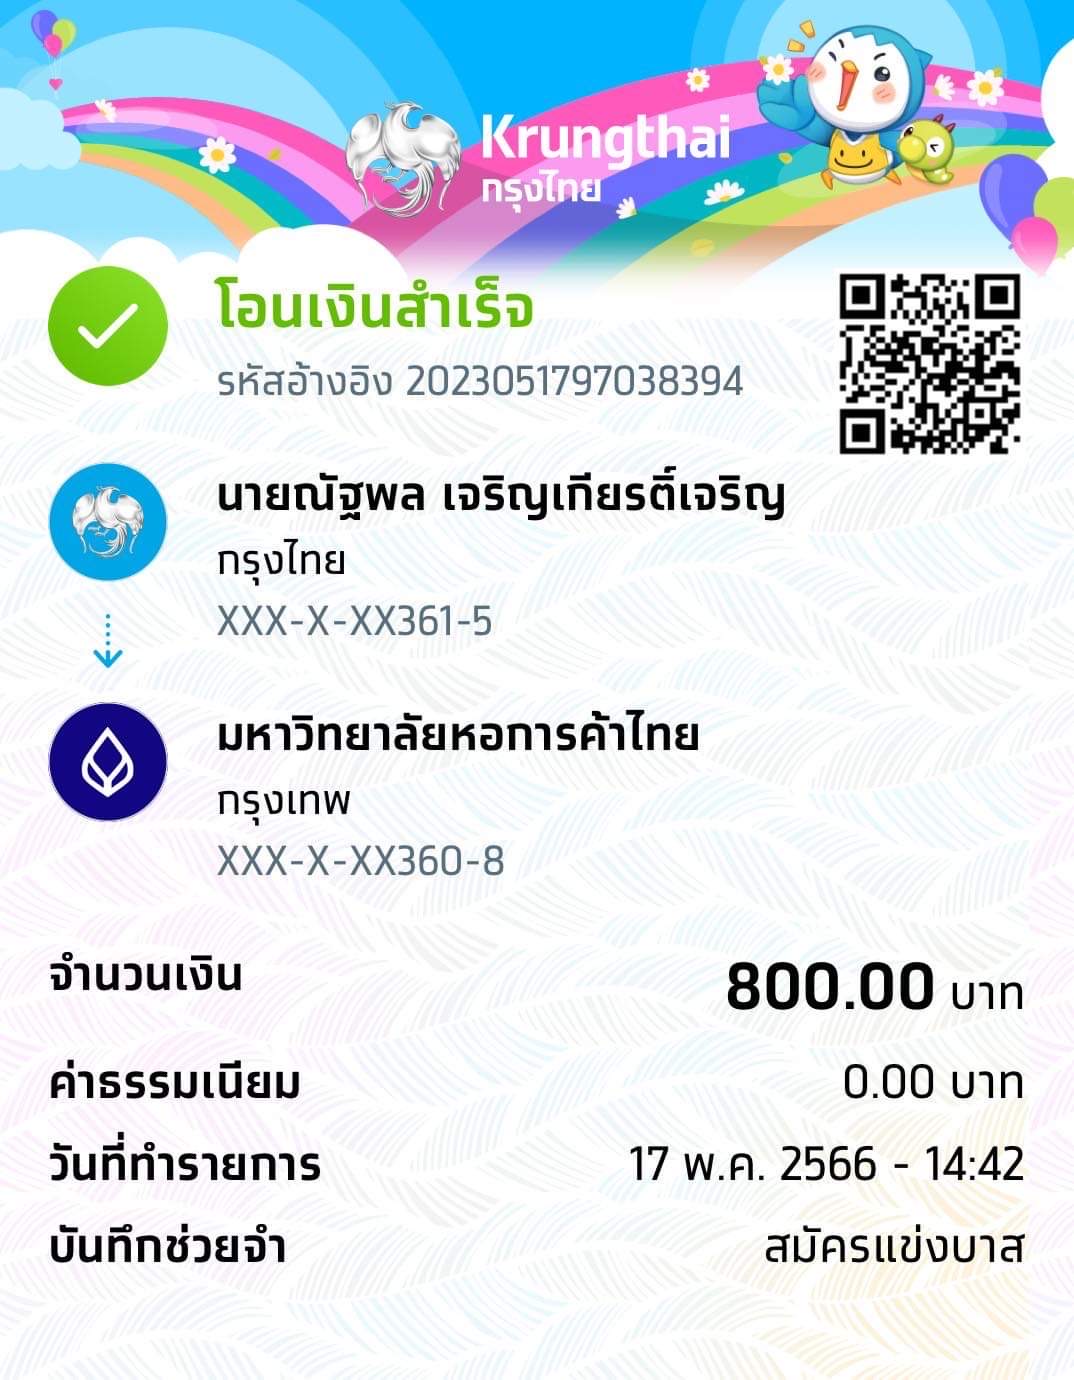 Krungthai
กรุงไทย
โอนเงินสำเร็จ
รหัสอ้างอิง 2023051797038394
นายณัฐพล เจริญเกียรติ์เจริญ
กรุงไทย
XXX-X-XX361-5
มหาวิทยาลัยหอการค้าไทย
กรุงเทพ
XXX-X-XX360-8
จำนวนเงิน 800.00 บาท
ค่าธรรมเนียม 0.00 บาท
วันที่ทำรายการ 17 พ.ค. 2566 - 14:42
บันทึกช่วยจำ สมัครแข่งบาส